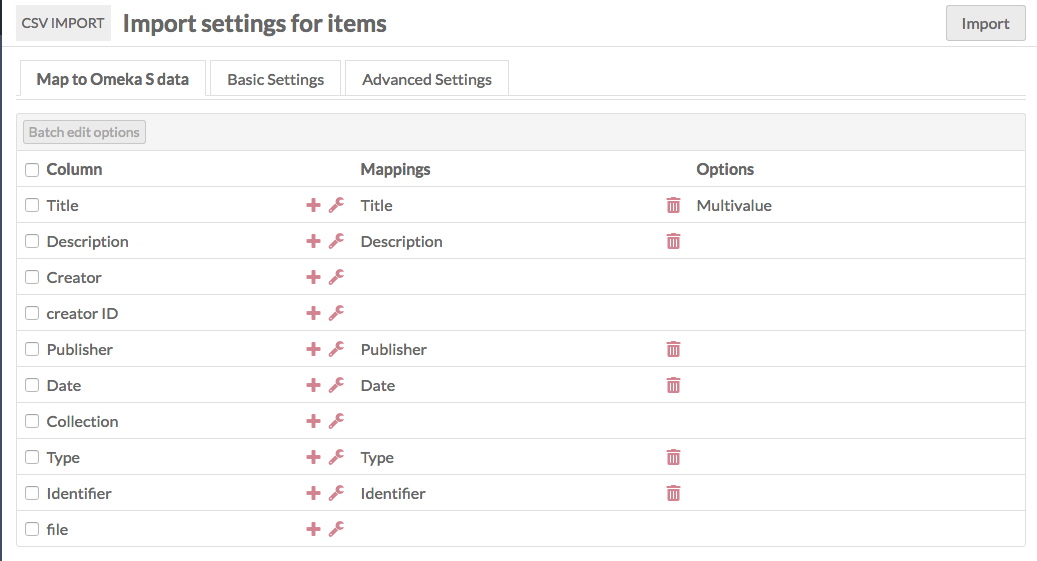 CSV IMPORT Import settings for items Import
Map to Omeka S data Basic Settings Advanced Settings
Batch edit options
Column Mappings Options
Title Title Multivalue
Description Description
Creator
creator ID
Publisher Publisher
Date Date
Collection
Type Type
Identifier Identifier
file